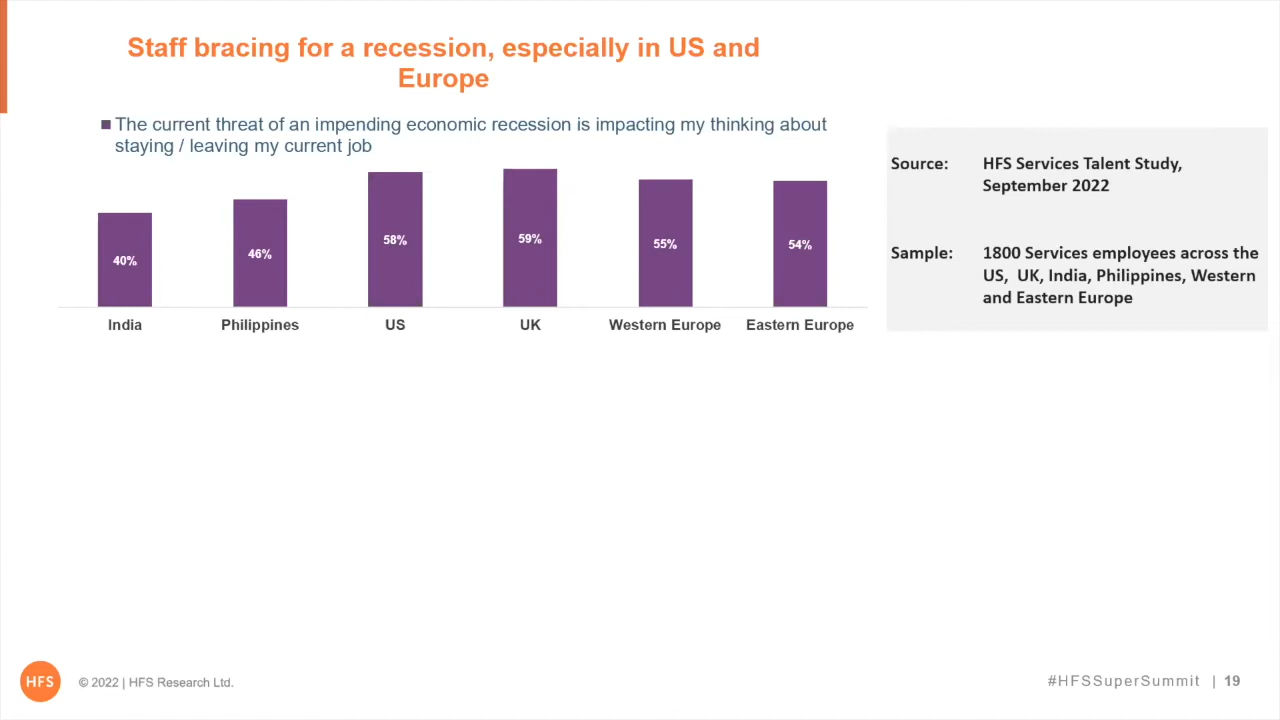 Staff bracing for a recession, especially in US and
Europe
The current threat of an impending economic recession is impacting my thinking about
staying / leaving my current job
40%
46%
58%
59%
55%
54%
India
Philippines
US
UK
Western Europe
Eastern Europe
Source: HFS Services Talent Study,
September 2022
Sample: 1800 Services employees across the
US, UK, India, Philippines, Western
and Eastern Europe
HFS
© 2022 | HFS Research Ltd.
#HFSSuperSummit | 19